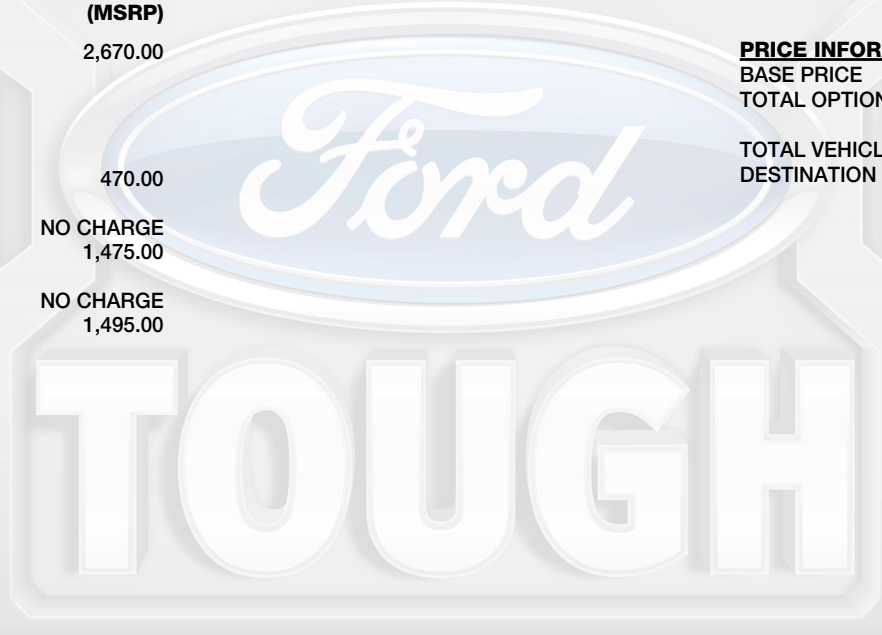 (MSRP)
2,670.00
470.00
NO CHARGE
1,475.00
NO CHARGE
1,495.00
PRICE INFOR
BASE PRICE
TOTAL OPTION
TOTAL VEHICL
DESTINATION
Ford
TOUGH